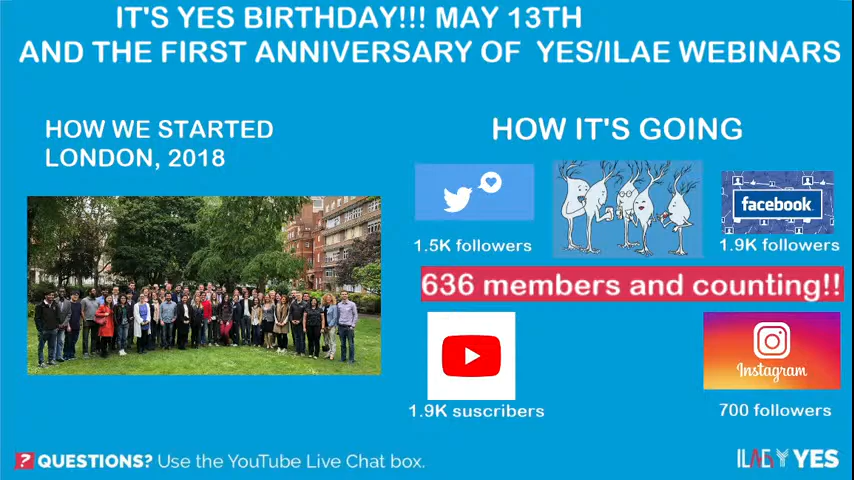 IT'S YES BIRTHDAY!!! MAY 13TH
AND THE FIRST ANNIVERSARY OF YES/ILAE WEBINARS
HOW WE STARTED
LONDON, 2018
HOW IT'S GOING
facebook
1.5K followers
1.9K followers
636 members and counting!!
Instagram
1.9K suscribers
700 followers
? QUESTIONS? Use the YouTube Live Chat box.
ILAE YES